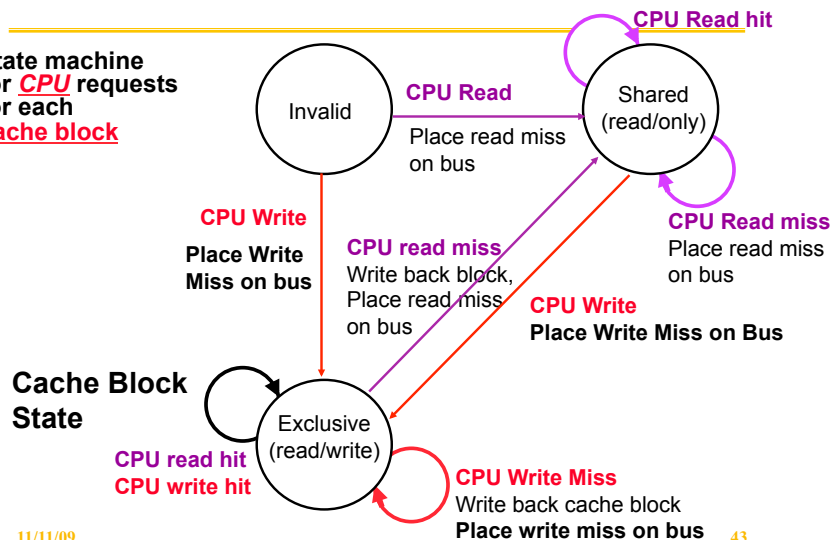 CPU Read hit
tate machine
or CPU requests
or each
ache block
Invalid
CPU Read
Place read miss
on bus
Shared
(read/only)
CPU Write
Place Write
Miss on bus
CPU read miss
Write back block,
Place read miss
on bus
CPU Read miss
Place read miss
on bus
CPU Write
Place Write Miss on Bus
Cache Block
State
Exclusive
(read/write)
CPU read hit
CPU write hit
CPU Write Miss
Write back cache block
Place write miss on bus
11/11/09
43